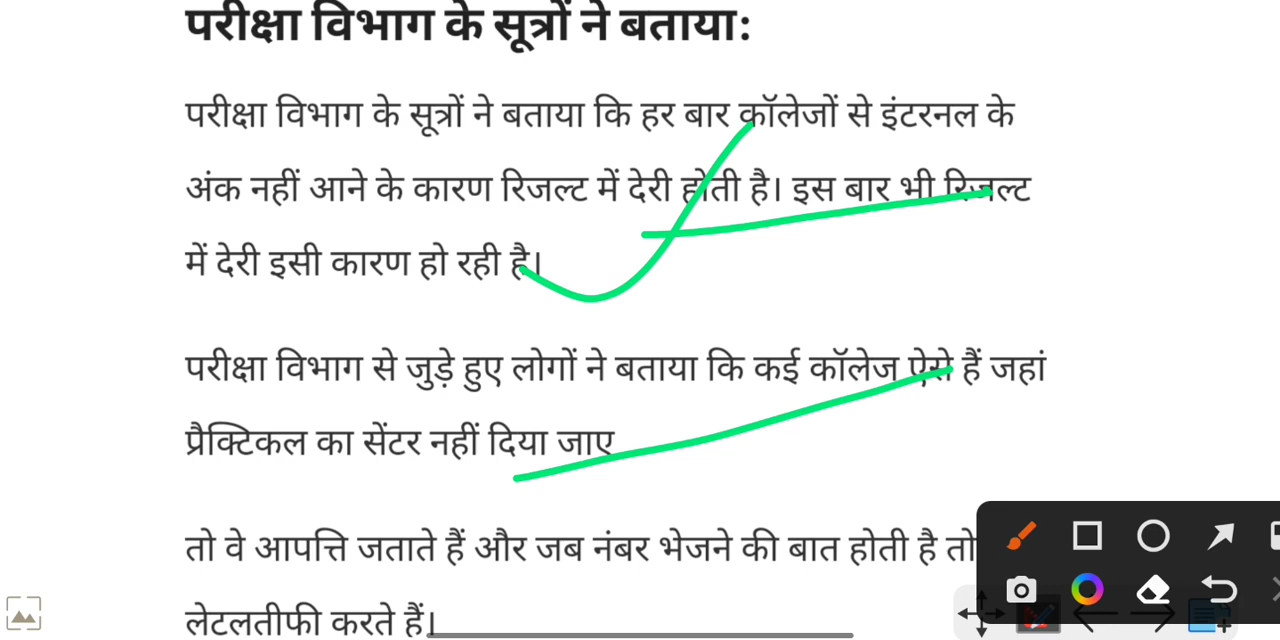 परीक्षा विभाग के सूत्रों ने बताया:
परीक्षा विभाग के सूत्रों ने बताया कि हर बार कॉलेजों से इंटरनल के
अंक नहीं आने के कारण रिजल्ट में देरी होती है। इस बार भी रिजल्ट
में देरी इसी कारण हो रही है।
परीक्षा विभाग से जुड़े हुए लोगों ने बताया कि कई कॉलेज ऐसे हैं जहां
प्रैक्टिकल का सेंटर नहीं दिया जाए
तो वे आपत्ति जताते हैं और जब नंबर भेजने की बात होती है तो
लेटलतीफी करते हैं।